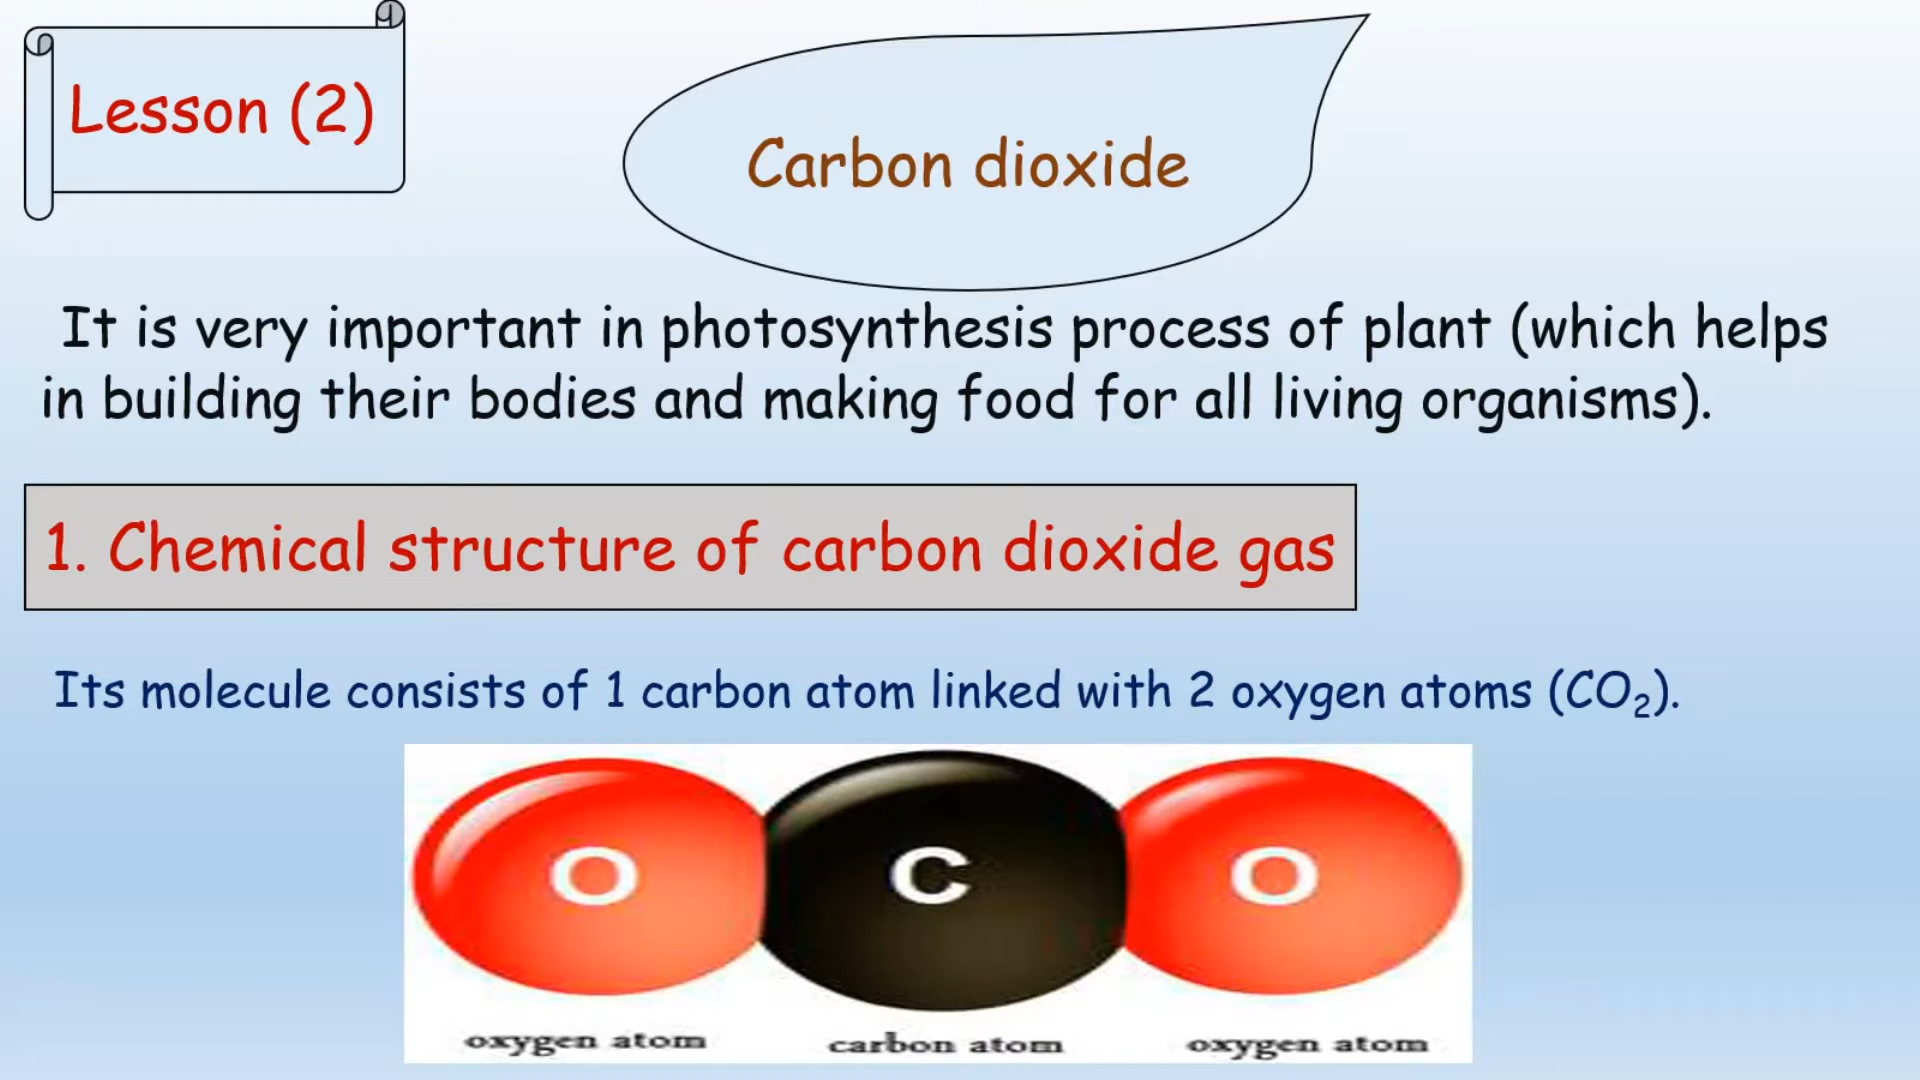 Lesson (2)
Carbon dioxide
It is very important in photosynthesis process of plant (which helps
in building their bodies and making food for all living organisms).
1. Chemical structure of carbon dioxide gas
Its molecule consists of 1 carbon atom linked with 2 oxygen atoms (CO₂).
O C O
oxygen atom carbon atom oxygen atom